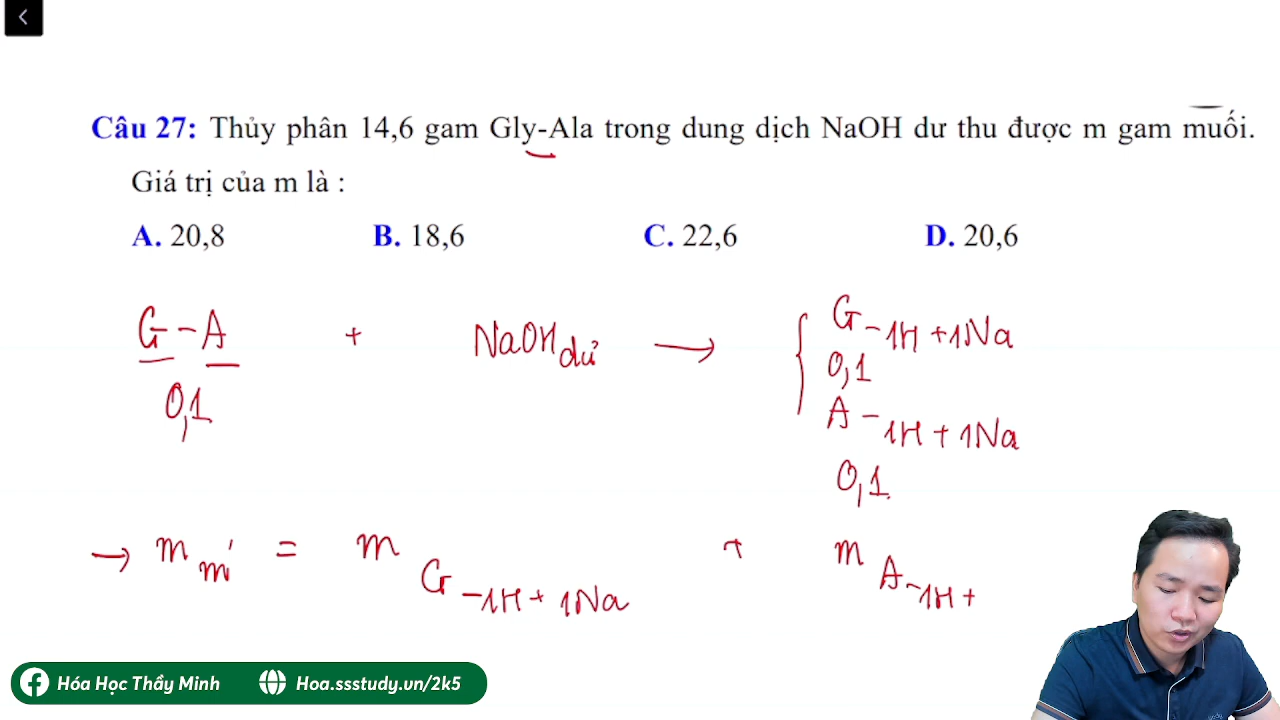 Câu 27: Thủy phân 14,6 gam Gly-Ala trong dung dịch NaOH dư thu được m gam muối.
Giá trị của m là :
A. 20,8 B. 18,6 C. 22,6 D. 20,6
G - A + NaOH dư → { G -1H +1Na
0,1
0,1
A -1H +1Na
0,1
→ m m' = m G -1H + 1Na + m A -1H +
Hóa Học Thầy Minh Hoa.ssstudy.vn/2k5